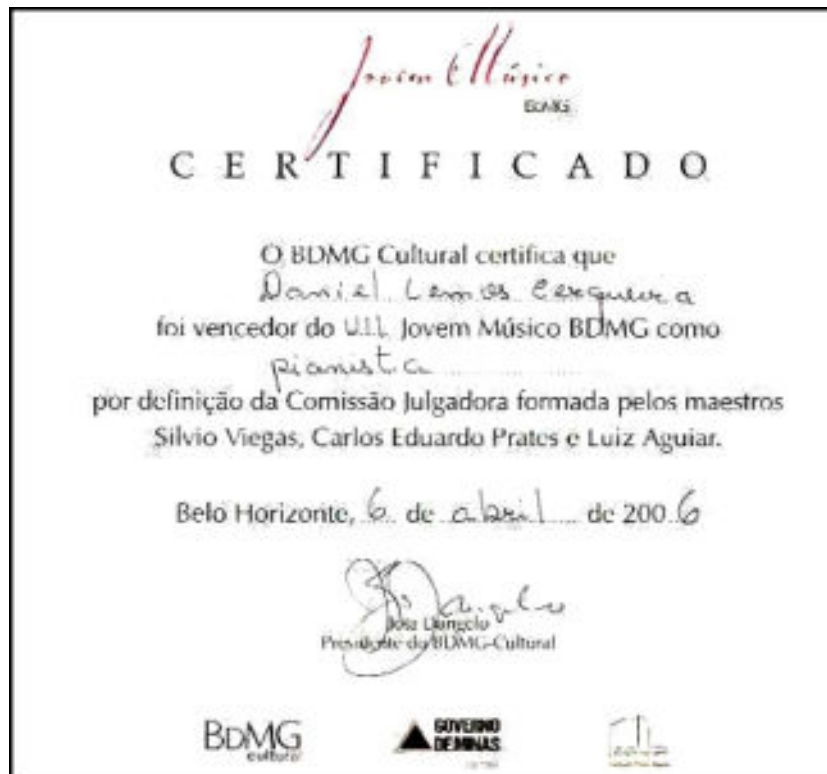 Jovem Músico
BDMG
CERTIFICADO
O BDMG Cultural certifica que
Daniel Lemos Cerqueira
foi vencedor do VII Jovem Músico BDMG como
pianista
por definição da Comissão Julgadora formada pelos maestros
Silvio Viegas, Carlos Eduardo Prates e Luiz Aguiar.
Belo Horizonte, 6 de abril de 2006
José Dangelo
Presidente do BDMG-Cultural
BDMG
cultural
GOVERNO
DE MINAS